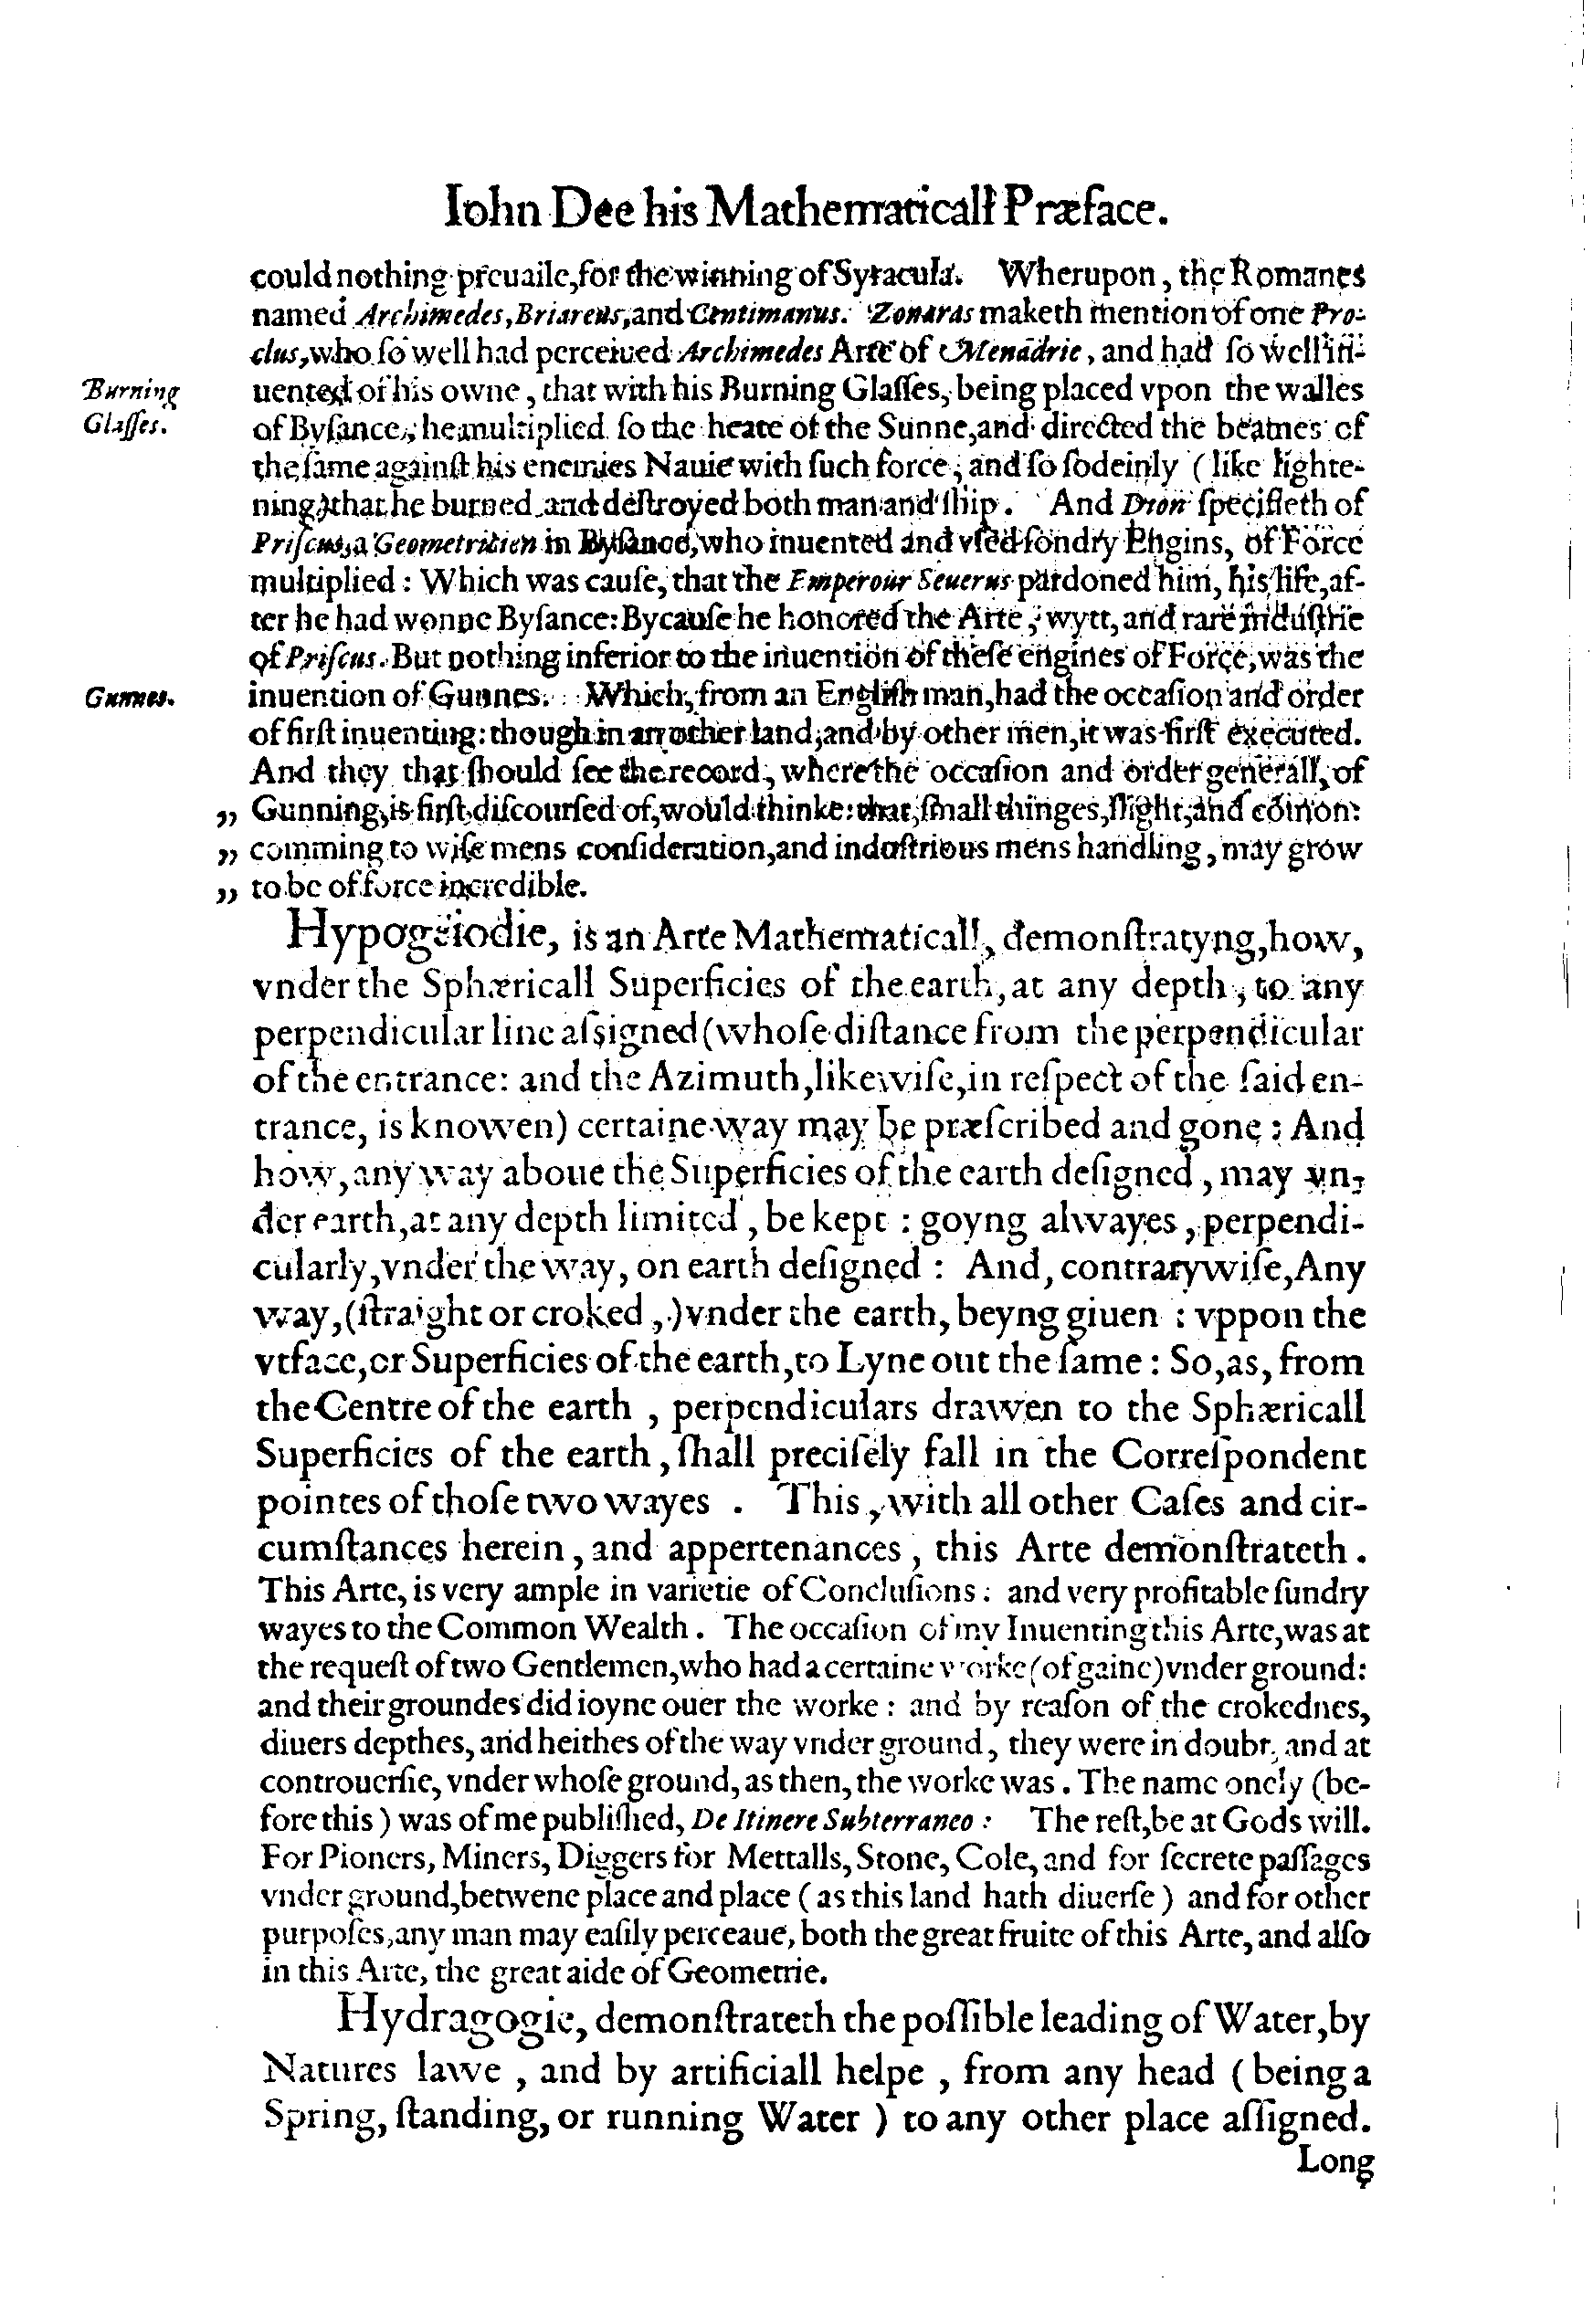 Iohn Dee his Mathematicall Præface.
could nothing preuaile, for the winning of Syracula. Wherupon, the Romanes
named Archimedes, Briareus, and Centimanus. Zonaras maketh mention of one Pro-
clus, who ſo well had perceiued Archimedes Arte of Menādrie, and had ſo well in-
Burning
uented of his owne, that with his Burning Glaſſes, being placed vpon the walles
Glaſſes.
of Byſance, he multiplied ſo the heate of the Sunne, and directed the beames of
the ſame againſt his enemies Nauie with ſuch force, and ſo ſodeinly (like lighte-
ning) that he burned and deſtroyed both man and ſhip. And Dion ſpecifieth of
Priſcus, a Geometricien in Byſance, who inuented and vſed ſondry Engins, of Force
multiplied: Which was cauſe, that the Emperour Seuerus pardoned him, his life, af-
ter he had wonne Byſance: Bycauſe he honored the Arte, wytt, and rare induſtrie
of Priſcus. But nothing inferior to the inuention of theſe engines of Force, was the
Gunnes.
inuention of Gunnes. Which, from an Engliſh man, had the occaſion and order
of firſt inuenting: though in an other land, and by other men, it was firſt executed.
And they that ſhould ſee the record, where the occaſion and order generall, of
„ Gunning, is firſt diſcourſed of, would thinke: that, ſmall thinges, ſlight, and cōmon:
„ comming to wiſe mens conſideration, and induſtrious mens handling, may grow
„ to be of force incredible.
Hypogeiodie, is an Arte Mathematicall, demonſtratyng, how,
vnder the Sphæricall Superficies of the earth, at any depth, to any
perpendicular line aſsigned (whoſe diſtance from the perpendicular
of the entrance: and the Azimuth, likewiſe, in reſpect of the ſaid en-
trance, is knowen) certaine way may be præſcribed and gone: And
how, any way aboue the Superficies of the earth deſigned, may vn-
der earth, at any depth limited, be kept: goyng alwayes, perpendi-
cularly, vnder the way, on earth deſigned: And, contrarywiſe, Any
way, (ſtraight or croked,) vnder the earth, beyng giuen: vppon the
vtface, or Superficies of the earth, to Lyne out the ſame: So, as, from
the Centre of the earth, perpendiculars drawen to the Sphæricall
Superficies of the earth, ſhall preciſely fall in the Correſpondent
pointes of thoſe two wayes. This, with all other Caſes and cir-
cumſtances herein, and appertenances, this Arte demonſtrateth.
This Arte, is very ample in varietie of Concluſions: and very profitable ſundry
wayes to the Common Wealth. The occaſion of my Inuenting this Arte, was at
the requeſt of two Gentlemen, who had a certaine worke (of gaine) vnder ground:
and their groundes did ioyne ouer the worke: and by reaſon of the crokednes,
diuers depthes, and heithes of the way vnder ground, they were in doubt, and at
controuerſie, vnder whoſe ground, as then, the worke was. The name onely (be-
fore this) was of me publiſhed, De Itinere Subterraneo: The reſt, be at Gods will.
For Pioners, Miners, Diggers for Mettalls, Stone, Cole, and for ſecrete paſſages
vnder ground, betwene place and place (as this land hath diuerſe) and for other
purpoſes, any man may eaſily perceaue, both the great fruite of this Arte, and alſo
in this Arte, the great aide of Geometrie.
Hydragogie, demonſtrateth the poſſible leading of Water, by
Natures lawe, and by artificiall helpe, from any head (being a
Spring, ſtanding, or running Water) to any other place aſſigned.
Long